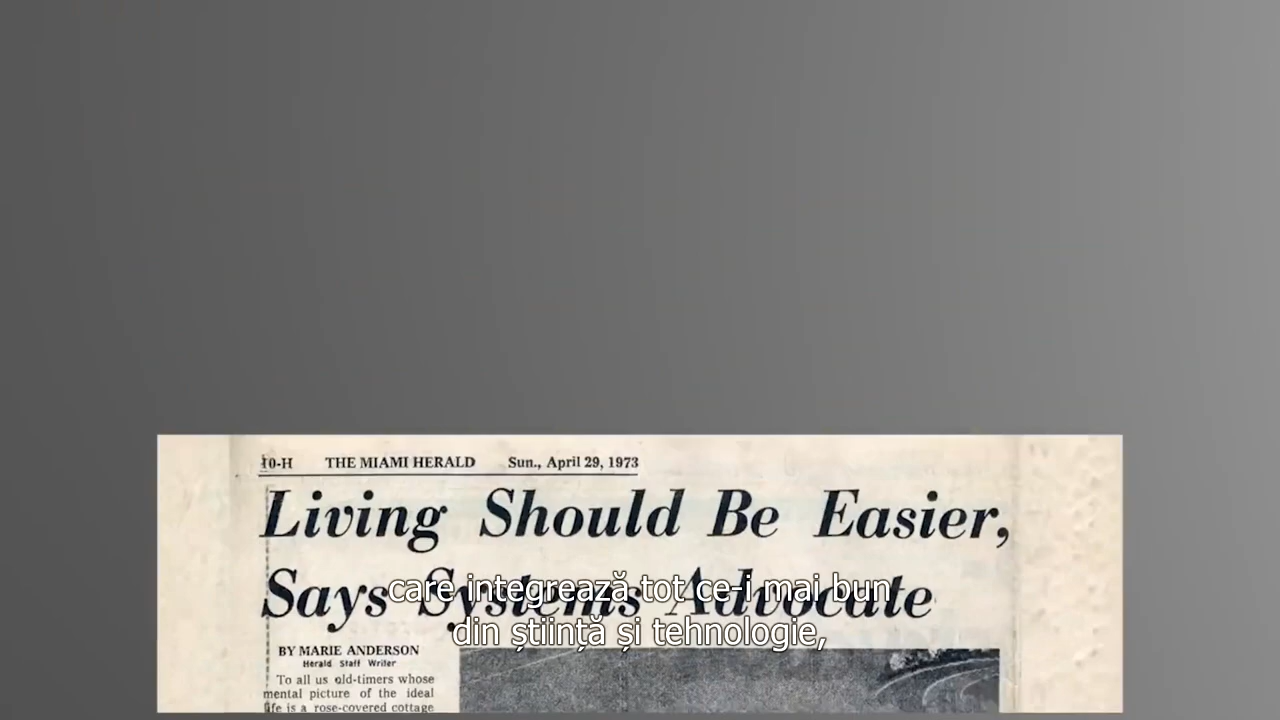 10-H THE MIAMI HERALD Sun., April 29, 1973
Living Should Be Easier,
Says Systems Advocate
care integrează tot ce-i mai bun
din știință și tehnologie,
BY MARIE ANDERSON
Herald Staff Writer
To all us old-timers whose
mental picture of the ideal
life is a rose-covered cottage